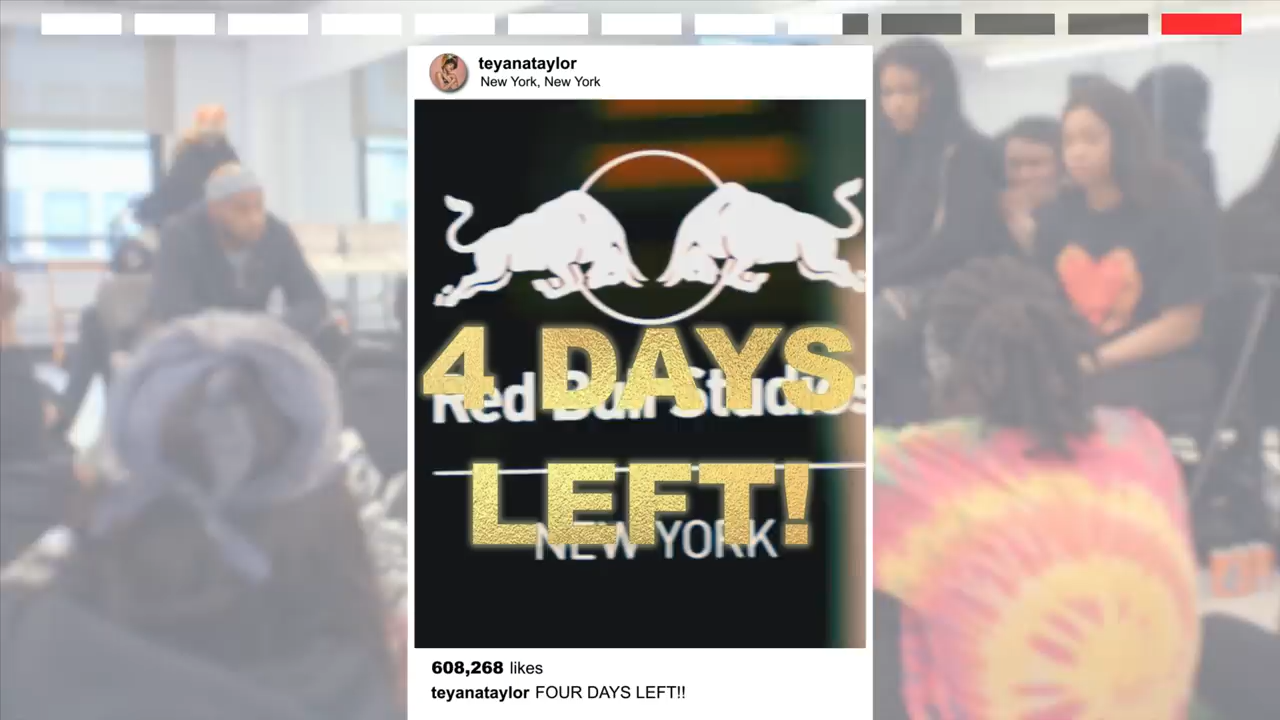 teyanataylor
New York, New York
4 DAYS
Red Bull Studios
LEFT!
NEW YORK
608,268 likes
teyanataylor FOUR DAYS LEFT!!